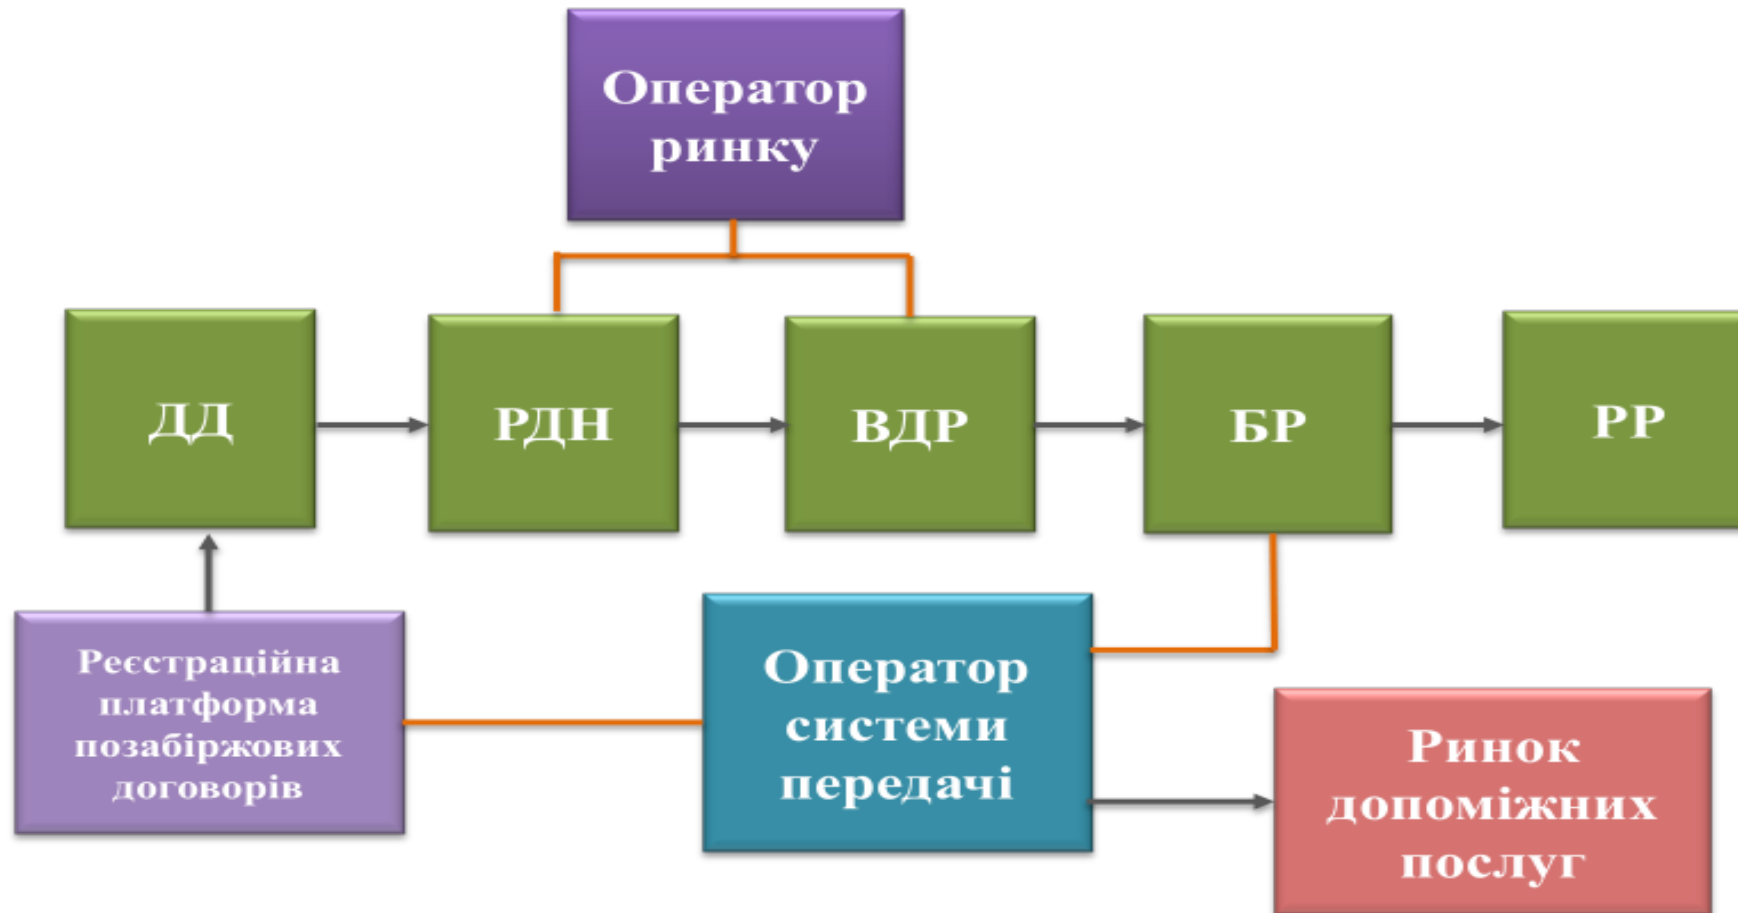 Оператор
ринку
ДД
РДН
ВДР
БР
РР
Реєстраційна
платформа
позабіржових
договорів
Оператор
системи
передачі
Ринок
допоміжних
послуг